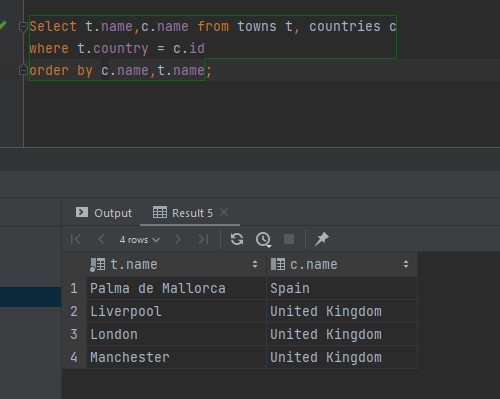 Select t.name,c.name from towns t, countries c
where t.country = c.id
order by c.name,t.name;
Output
Result 5
4 rows
t.name c.name
1 Palma de Mallorca Spain
2 Liverpool United Kingdom
3 London United Kingdom
4 Manchester United Kingdom